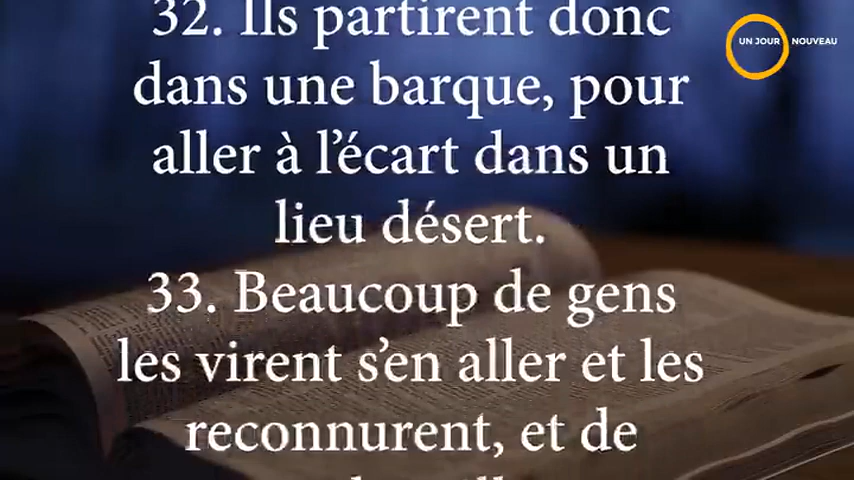 32. Ils partirent donc
dans une barque, pour
aller à l’écart dans un
lieu désert.
33. Beaucoup de gens
les virent s’en aller et les
reconnurent, et de
UN JOUR NOUVEAU